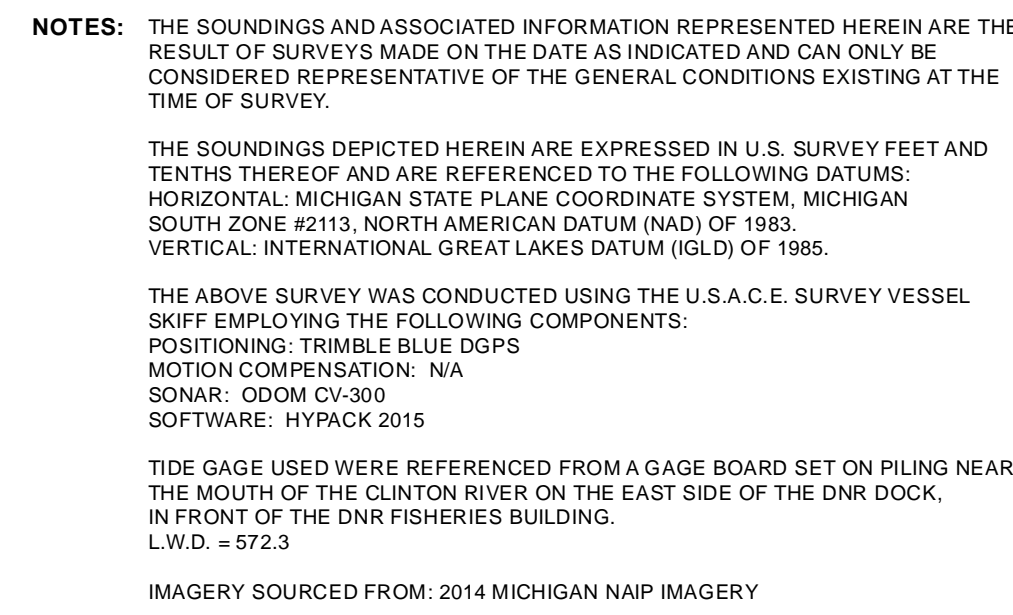 NOTES: THE SOUNDINGS AND ASSOCIATED INFORMATION REPRESENTED HEREIN ARE THE
RESULT OF SURVEYS MADE ON THE DATE AS INDICATED AND CAN ONLY BE
CONSIDERED REPRESENTATIVE OF THE GENERAL CONDITIONS EXISTING AT THE
TIME OF SURVEY.
THE SOUNDINGS DEPICTED HEREIN ARE EXPRESSED IN U.S. SURVEY FEET AND
TENTHS THEREOF AND ARE REFERENCED TO THE FOLLOWING DATUMS:
HORIZONTAL: MICHIGAN STATE PLANE COORDINATE SYSTEM, MICHIGAN
SOUTH ZONE #2113, NORTH AMERICAN DATUM (NAD) OF 1983.
VERTICAL: INTERNATIONAL GREAT LAKES DATUM (IGLD) OF 1985.
THE ABOVE SURVEY WAS CONDUCTED USING THE U.S.A.C.E. SURVEY VESSEL
SKIFF EMPLOYING THE FOLLOWING COMPONENTS:
POSITIONING: TRIMBLE BLUE DGPS
MOTION COMPENSATION: N/A
SONAR: ODOM CV-300
SOFTWARE: HYPACK 2015
TIDE GAGE USED WERE REFERENCED FROM A GAGE BOARD SET ON PILING NEAR
THE MOUTH OF THE CLINTON RIVER ON THE EAST SIDE OF THE DNR DOCK,
IN FRONT OF THE DNR FISHERIES BUILDING.
L.W.D. = 572.3
IMAGERY SOURCED FROM: 2014 MICHIGAN NAIP IMAGERY